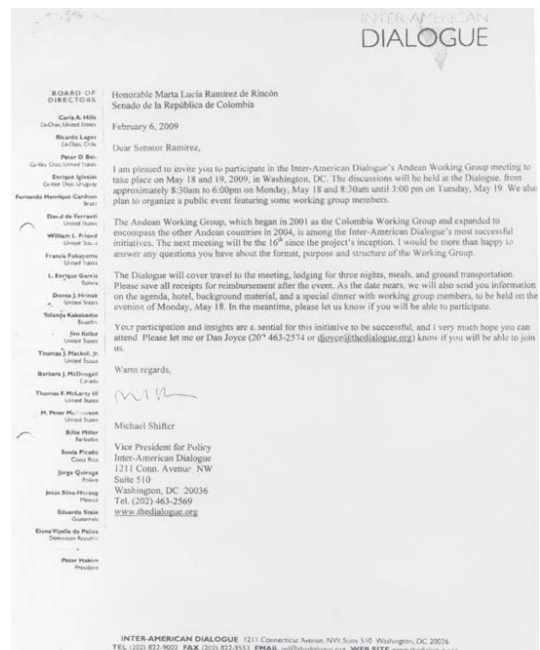 INTER-AMERICAN
DIALOGUE
BOARD OF
DIRECTORS
Carla A. Hills
Co-Chair, United States
Ricardo Lagos
Co-Chair, Chile
Peter D. Bell
Co-Vice Chair, United States
Enrique Iglesias
Co-Vice Chair, Uruguay
Fernando Henrique Cardoso
Brazil
David de Ferranti
United States
William L. Friend
United States
Francis Fukuyama
United States
L. Enrique Garcia
Bolivia
Donna J. Hrinak
United States
Yolanda Kakabadse
Ecuador
Jim Kolbe
United States
Thomas J. Mackell, Jr.
United States
Barbara J. McDougall
Canada
Thomas F. McLarty III
United States
M. Peter
United States
Billie Miller
Barbados
Sonia Picado
Costa Rica
Jorge Quiroga
Bolivia
Jesús Silva-Herzog
Mexico
Eduardo Stein
Guatemala
Elena Viyella de Paliza
Dominican Republic
Peter Hakim
President
Honorable Marta Lucía Ramírez de Rincón
Senado de la República de Colombia
February 6, 2009
Dear Senator Ramírez,
I am pleased to invite you to participate in the Inter-American Dialogue's Andean Working Group meeting to
take place on May 18 and 19, 2009, in Washington, DC. The discussions will be held at the Dialogue, from
approximately 8:30am to 6:00pm on Monday, May 18 and 8:30am until 3:00 pm on Tuesday, May 19. We also
plan to organize a public event featuring some working group members.
The Andean Working Group, which began in 2001 as the Colombia Working Group and expanded to
encompass the other Andean countries in 2004, is among the Inter-American Dialogue's most successful
initiatives. The next meeting will be the 16th since the project's inception. I would be more than happy to
answer any questions you have about the format, purpose and structure of the Working Group.
The Dialogue will cover travel to the meeting, lodging for three nights, meals, and ground transportation.
Please save all receipts for reimbursement after the event. As the date nears, we will also send you information
on the agenda, hotel, background material, and a special dinner with working group members, to be held on the
evening of Monday, May 18. In the meantime, please let us know if you will be able to participate.
Your participation and insights are essential for this initiative to be successful, and I very much hope you can
attend Please let me or Dan Joyce (20 463-2574 or djoyce@thedialogue.org) know if you will be able to join
us.
Warm regards,
Michael Shifter
Vice President for Policy
Inter-American Dialogue
1211 Conn. Avenue, NW
Suite 510
Washington, DC 20036
Tel. (202) 463-2569
www.thedialogue.org
INTER-AMERICAN DIALOGUE 1211 Connecticut Avenue, NW, Suite 510 Washington, DC 20036
TEL (202) 822-9002 FAX (202) 822-9553 EMAIL WEB SITE